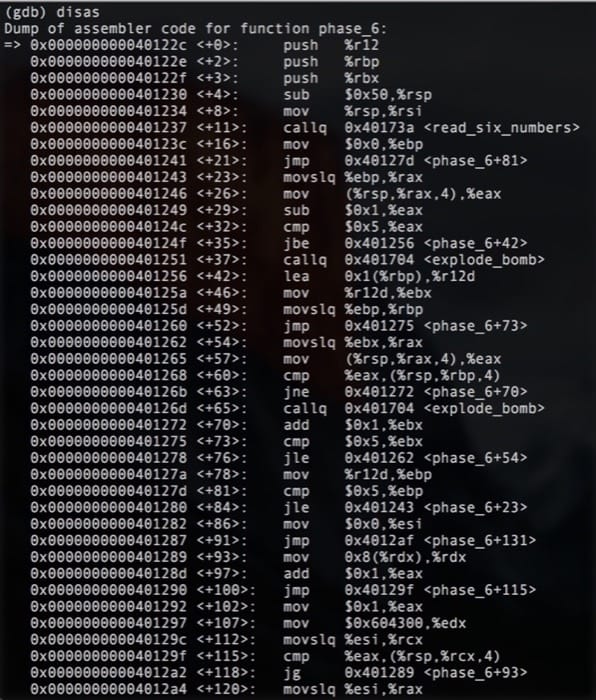 (gdb) disas
Dump of assembler code for function phase_6:
=> 0x000000000040122c <+0>: push %r12
0x000000000040122e <+2>: push %rbp
0x000000000040122f <+3>: push %rbx
0x0000000000401230 <+4>: sub $0x50,%rsp
0x0000000000401234 <+8>: mov %rsp,%rsi
0x0000000000401237 <+11>: callq 0x40173a <read_six_numbers>
0x000000000040123c <+16>: mov $0x0,%ebp
0x0000000000401241 <+21>: jmp 0x40127d <phase_6+81>
0x0000000000401243 <+23>: movslq %ebp,%rax
0x0000000000401246 <+26>: mov (%rsp,%rax,4),%eax
0x0000000000401249 <+29>: sub $0x1,%eax
0x000000000040124c <+32>: cmp $0x5,%eax
0x000000000040124f <+35>: jbe 0x401256 <phase_6+42>
0x0000000000401251 <+37>: callq 0x401704 <explode_bomb>
0x0000000000401256 <+42>: lea 0x1(%rbp),%r12d
0x000000000040125a <+46>: mov %r12d,%ebx
0x000000000040125d <+49>: movslq %ebp,%rbp
0x0000000000401260 <+52>: jmp 0x401275 <phase_6+73>
0x0000000000401262 <+54>: movslq %ebx,%rax
0x0000000000401265 <+57>: mov (%rsp,%rax,4),%eax
0x0000000000401268 <+60>: cmp %eax,(%rsp,%rbp,4)
0x000000000040126b <+63>: jne 0x401272 <phase_6+70>
0x000000000040126d <+65>: callq 0x401704 <explode_bomb>
0x0000000000401272 <+70>: add $0x1,%ebx
0x0000000000401275 <+73>: cmp $0x5,%ebx
0x0000000000401278 <+76>: jle 0x401262 <phase_6+54>
0x000000000040127a <+78>: mov %r12d,%ebp
0x000000000040127d <+81>: cmp $0x5,%ebp
0x0000000000401280 <+84>: jle 0x401243 <phase_6+23>
0x0000000000401282 <+86>: mov $0x0,%esi
0x0000000000401287 <+91>: jmp 0x4012af <phase_6+131>
0x0000000000401289 <+93>: mov 0x8(%rdx),%rdx
0x000000000040128d <+97>: add $0x1,%eax
0x0000000000401290 <+100>: jmp 0x40129f <phase_6+115>
0x0000000000401292 <+102>: mov $0x1,%eax
0x0000000000401297 <+107>: mov $0x604300,%edx
0x000000000040129c <+112>: movslq %esi,%rcx
0x000000000040129f <+115>: cmp %eax,(%rsp,%rcx,4)
0x00000000004012a2 <+118>: jg 0x401289 <phase_6+93>
0x00000000004012a4 <+120>: movslq %esi,%rax